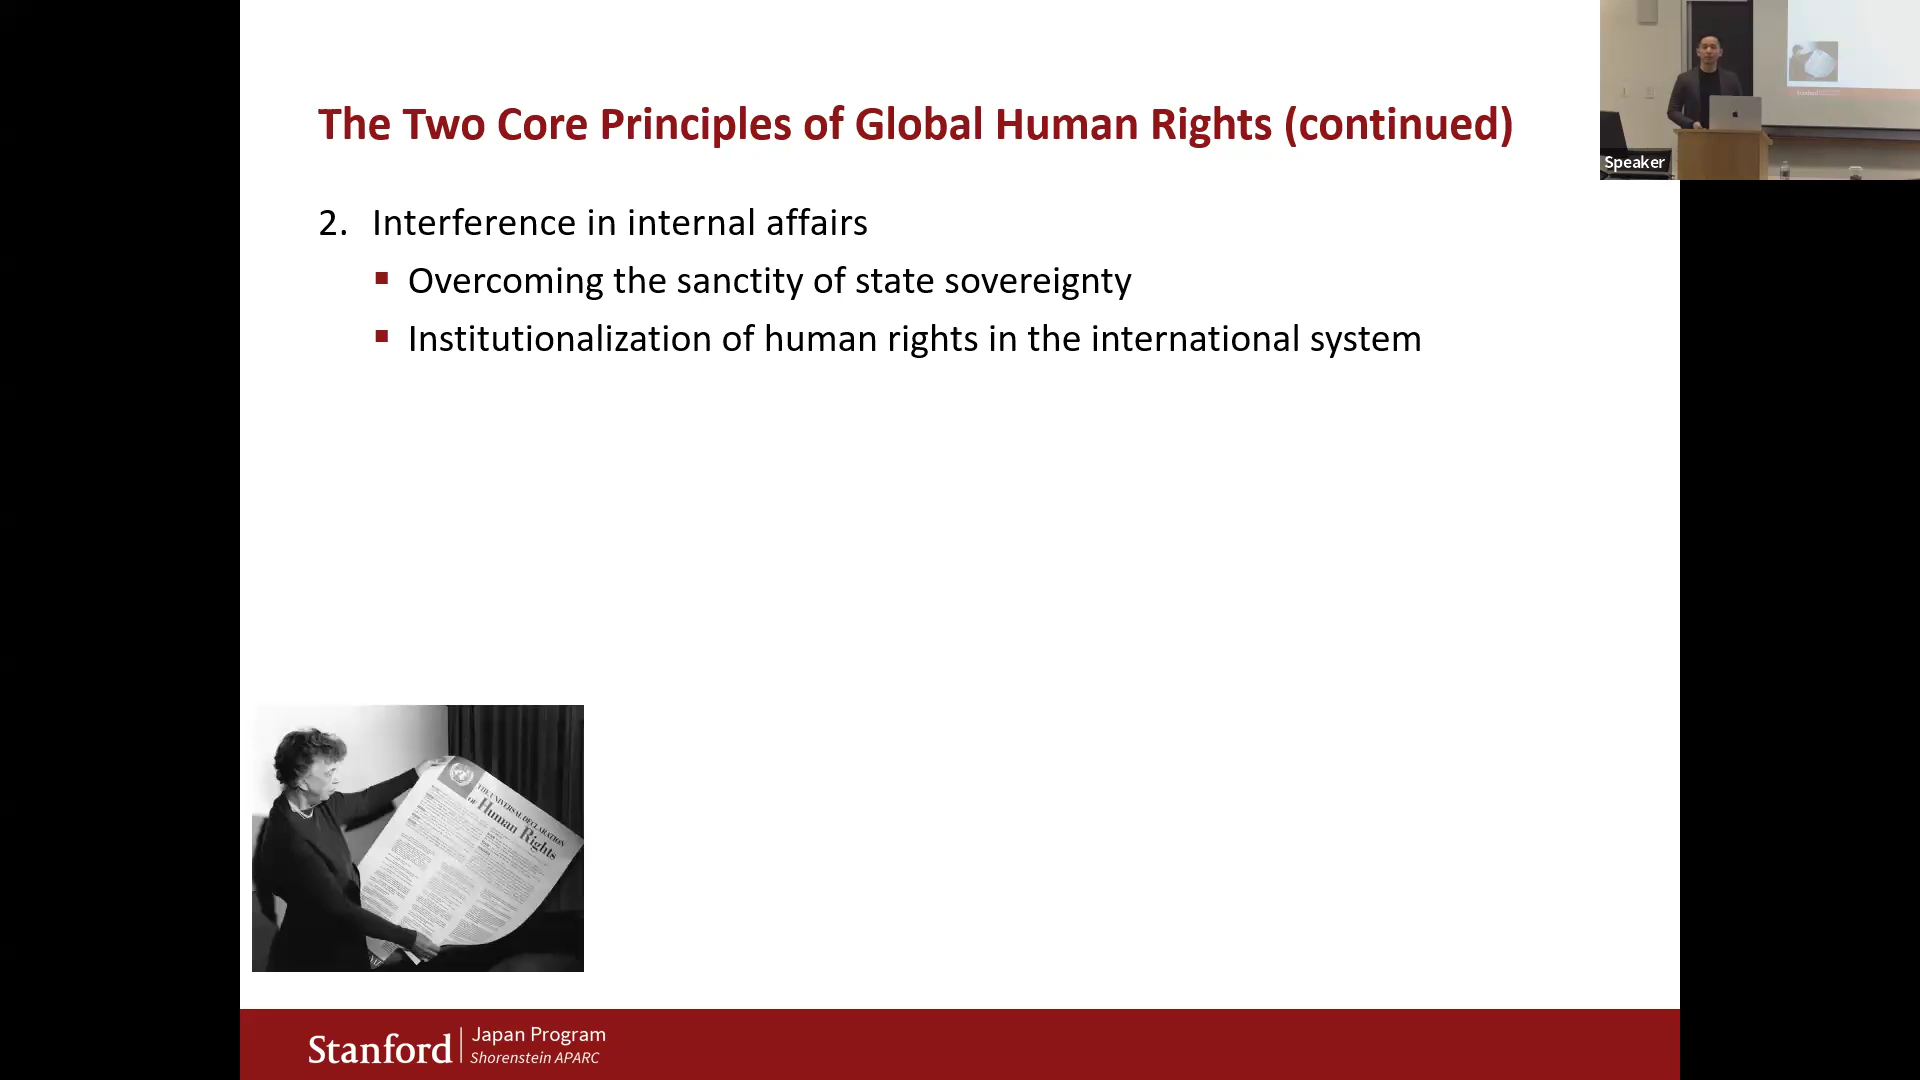 The Two Core Principles of Global Human Rights (continued)
Speaker
2. Interference in internal affairs
▪ Overcoming the sanctity of state sovereignty
▪ Institutionalization of human rights in the international system
THE UNIVERSAL DECLARATION
OF Human Rights
Stanford
Japan Program
Shorenstein APARC